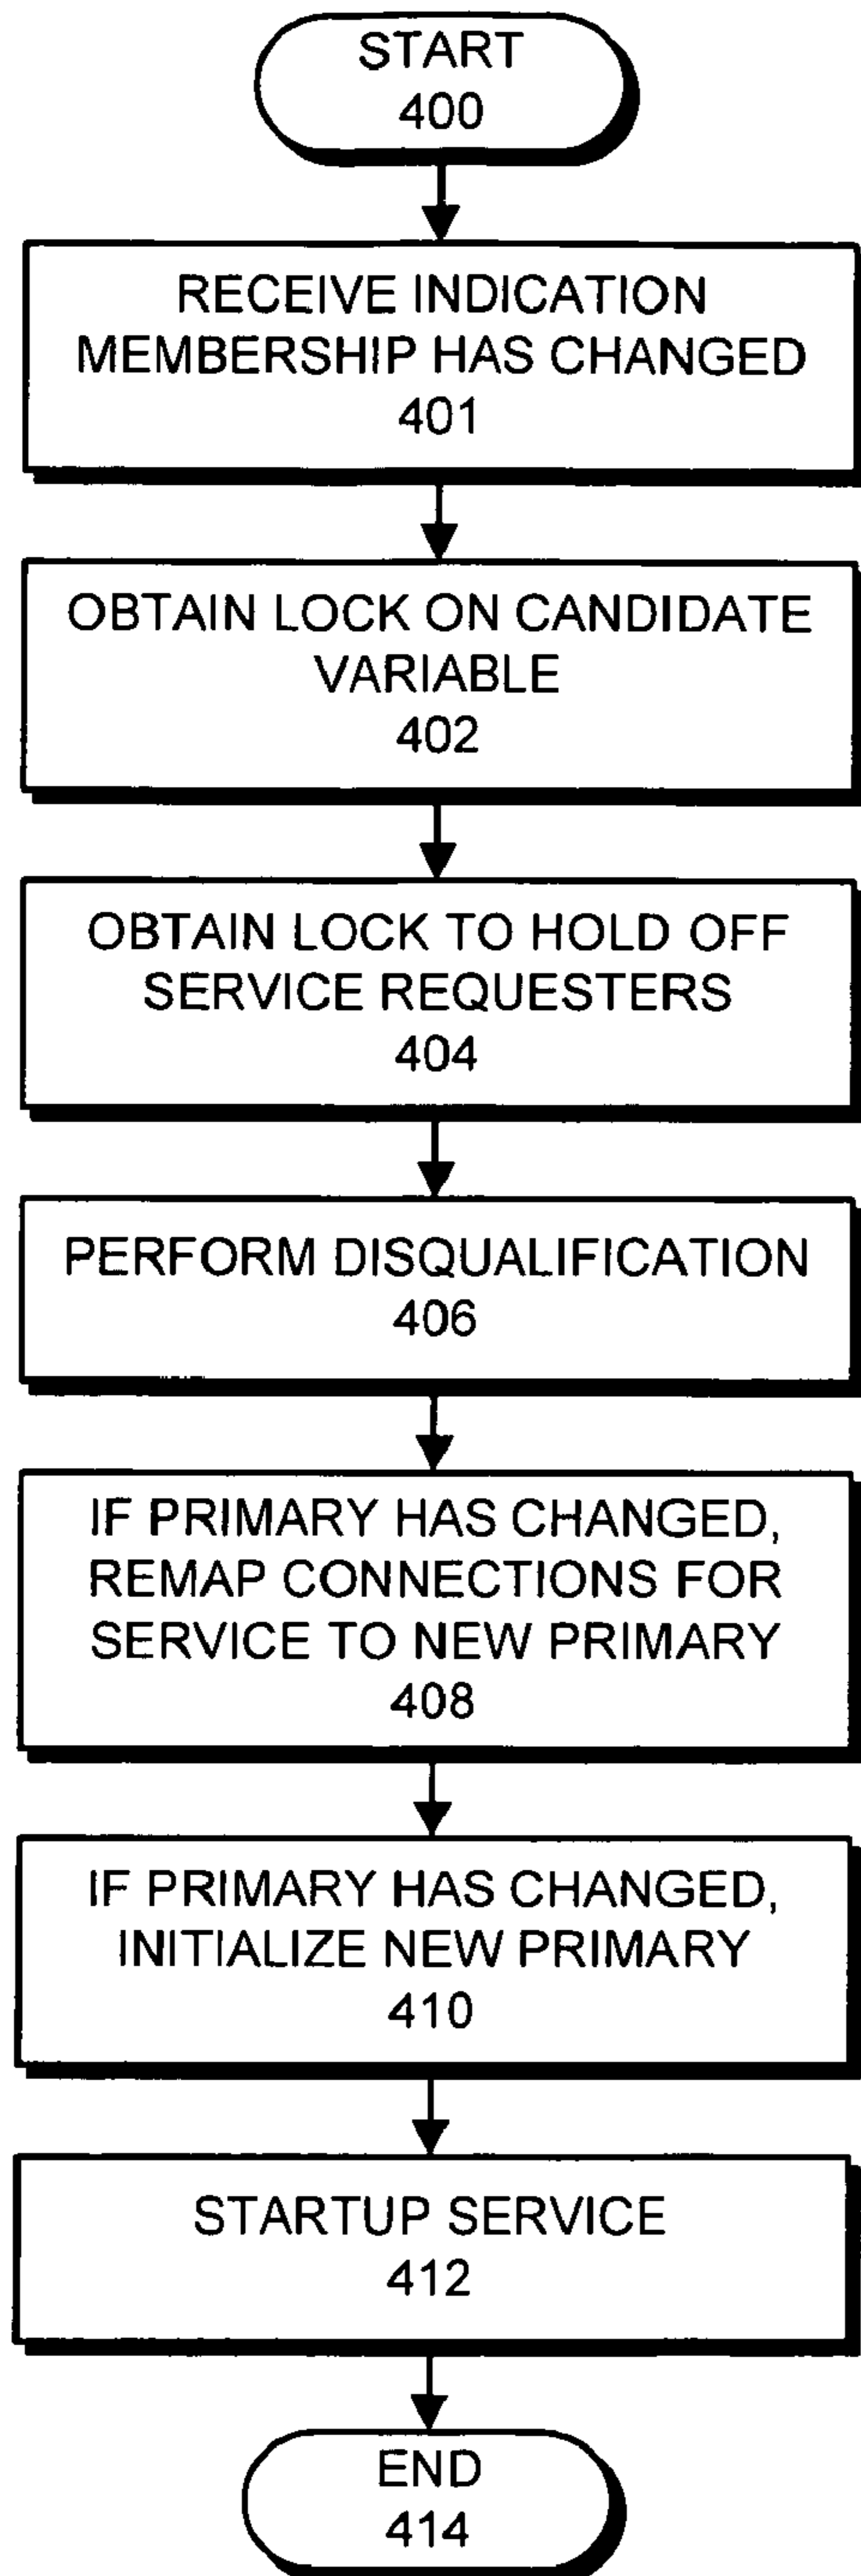 START
400
RECEIVE INDICATION
MEMBERSHIP HAS CHANGED
401
OBTAIN LOCK ON CANDIDATE
VARIABLE
402
OBTAIN LOCK TO HOLD OFF
SERVICE REQUESTERS
404
PERFORM DISQUALIFICATION
406
IF PRIMARY HAS CHANGED,
REMAP CONNECTIONS FOR
SERVICE TO NEW PRIMARY
408
IF PRIMARY HAS CHANGED,
INITIALIZE NEW PRIMARY
410
STARTUP SERVICE
412
END
414